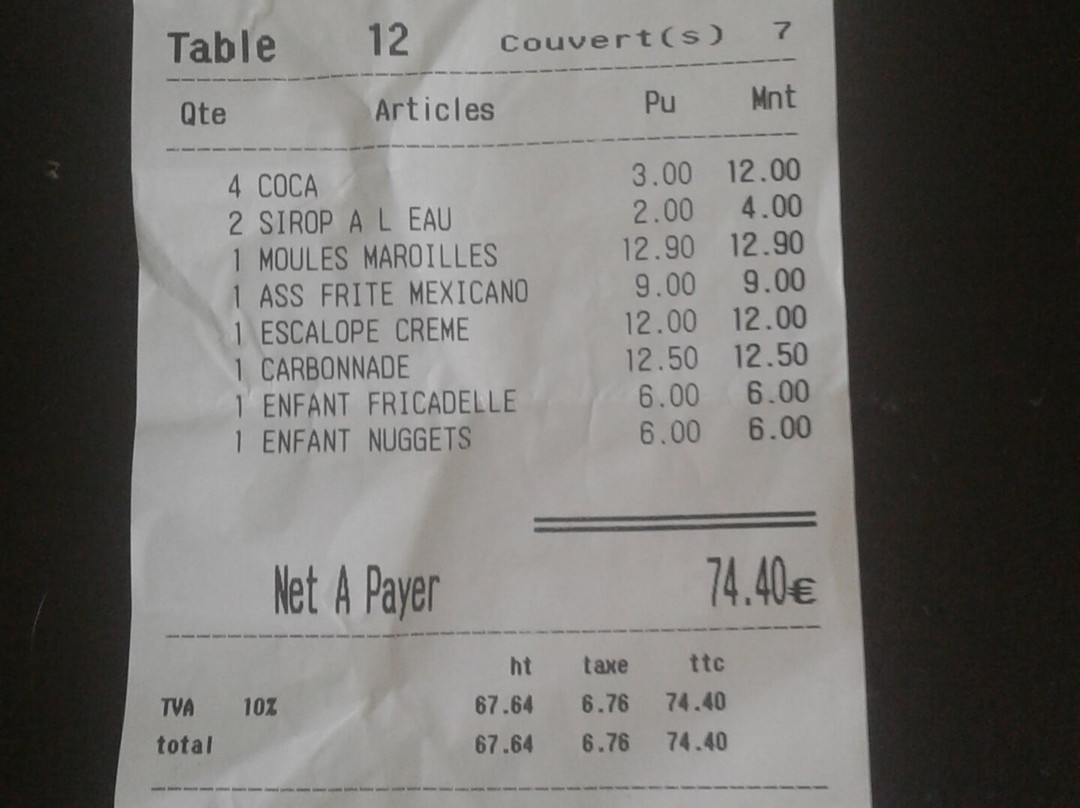 Table 12 Couvert(s) 7
Qte Articles Pu Mnt
4 COCA 3.00 12.00
2 SIROP A L EAU 2.00 4.00
1 MOULES MAROILLES 12.90 12.90
1 ASS FRITE MEXICANO 9.00 9.00
1 ESCALOPE CREME 12.00 12.00
1 CARBONNADE 12.50 12.50
1 ENFANT FRICADELLE 6.00 6.00
1 ENFANT NUGGETS 6.00 6.00
Net A Payer 74.40€
ht taxe ttc
TVA 10% 67.64 6.76 74.40
total 67.64 6.76 74.40